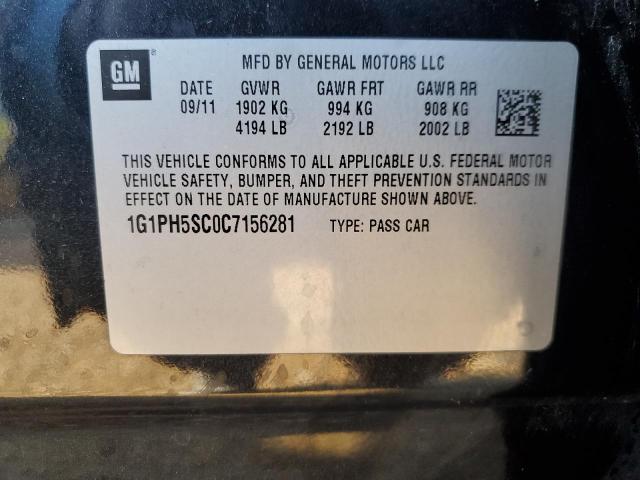 GM
MFD BY GENERAL MOTORS LLC
DATE GVWR GAWR FRT GAWR RR
09/11 1902 KG 994 KG 908 KG
4194 LB 2192 LB 2002 LB
THIS VEHICLE CONFORMS TO ALL APPLICABLE U.S. FEDERAL MOTOR
VEHICLE SAFETY, BUMPER, AND THEFT PREVENTION STANDARDS IN
EFFECT ON THE DATE OF MANUFACTURE SHOWN ABOVE.
1G1PH5SC0C7156281 TYPE: PASS CAR